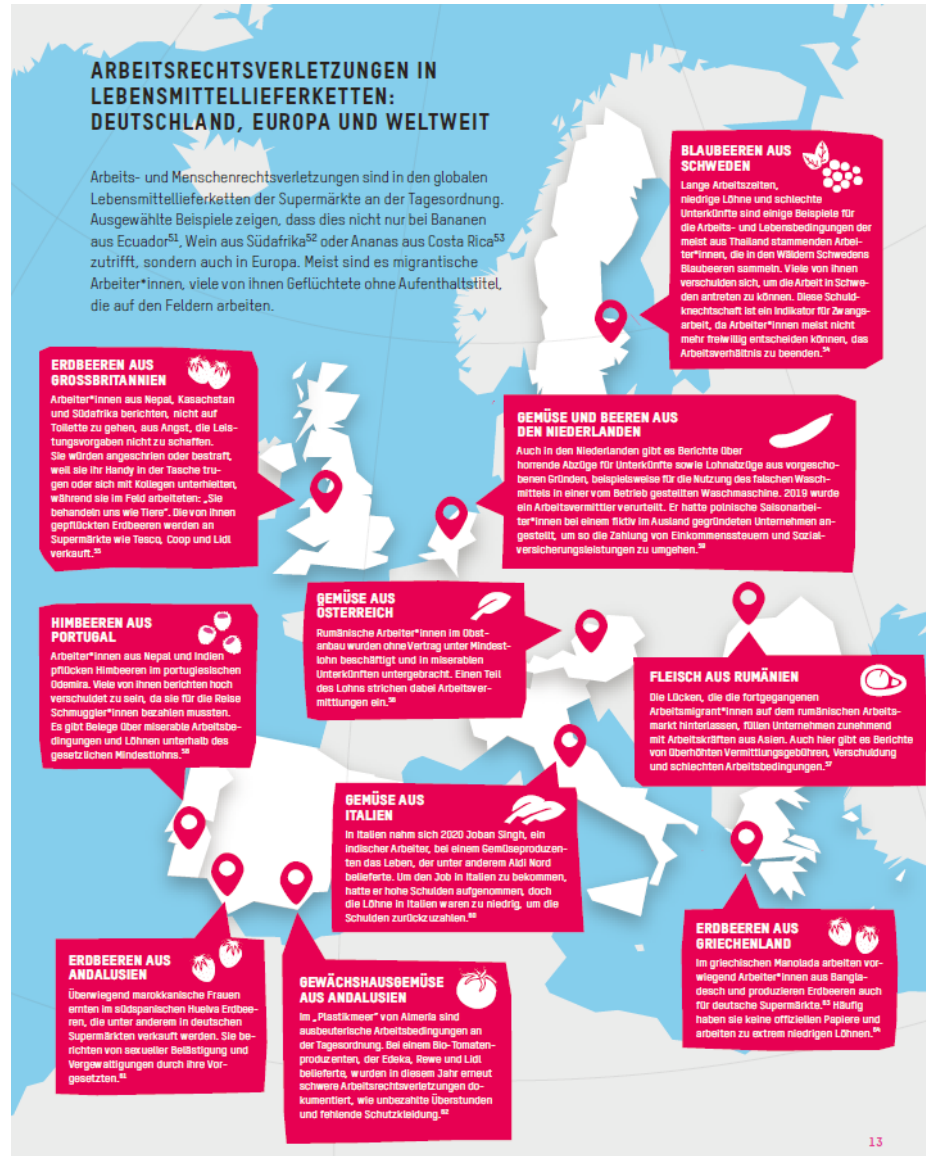 ARBEITSRECHTSVERLETZUNGEN IN
LEBENSMITTELLIEFERKETTEN:
DEUTSCHLAND, EUROPA UND WELTWEIT
Arbeits- und Menschenrechtsverletzungen sind in den globalen
Lebensmittellieferketten der Supermärkte an der Tagesordnung.
Ausgewählte Beispiele zeigen, dass dies nicht nur bei Bananen
aus Ecuador⁵¹, Wein aus Südafrika⁵² oder Ananas aus Costa Rica⁵³
zutrifft, sondern auch in Europa. Meist sind es migrantische
Arbeiter*innen, viele von ihnen Geflüchtete ohne Aufenthaltstitel,
die auf den Feldern arbeiten.
BLAUBEEREN AUS
SCHWEDEN
Lange Arbeitszeiten,
niedrige Löhne und schlechte
Unterkünfte sind einige Beispiele für
die Arbeits- und Lebensbedingungen der
meist aus Thailand stammenden Arbei-
ter*innen, die in den Wäldern Schwedens
Blaubeeren sammeln. Viele von ihnen
verschulden sich, um die Arbeit in Schwe-
den antreten zu können. Diese Schuld-
knechtschaft ist ein Indikator für Zwangs-
arbeit, da Arbeiter*innen meist nicht
mehr freiwillig entscheiden können, das
Arbeitsverhältnis zu beenden.⁵⁴
ERDBEEREN AUS
GROSSBRITANNIEN
Arbeiter*innen aus Nepal, Kasachstan
und Südafrika berichten, nicht auf
Toilette zu gehen, aus Angst, die Leis-
tungsvorgaben nicht zu schaffen.
Sie würden angeschrien oder bestraft,
weil sie ihr Handy in der Tasche tru-
gen oder sich mit Kollegen unterhielten,
während sie im Feld arbeiteten: „Sie
behandeln uns wie Tiere“. Die von ihnen
gepflückten Erdbeeren werden an
Supermärkte wie Tesco, Coop und Lidl
verkauft.⁵⁵
GEMÜSE UND BEEREN AUS
DEN NIEDERLANDEN
Auch in den Niederlanden gibt es Berichte über
horrende Abzüge für Unterkünfte sowie Lohnabzüge aus vorgescho-
benen Gründen, beispielsweise für die Nutzung des falschen Wasch-
mittels in einer vom Betrieb gestellten Waschmaschine. 2019 wurde
ein Arbeitsvermittler verurteilt. Er hatte polnische Saisonarbei-
ter*innen bei einem fiktiv im Ausland gegründeten Unternehmen an-
gestellt, um so die Zahlung von Einkommenssteuern und Sozial-
versicherungsleistungen zu umgehen.
GEMÜSE AUS
ÖSTERREICH
Rumänische Arbeiter*innen im Obst-
anbau wurden ohne Vertrag unter Mindest-
lohn beschäftigt und in miserablen
Unterkünften untergebracht. Einen Teil
des Lohns strichen dabei Arbeitsver-
mittlungen ein.
HIMBEEREN AUS
PORTUGAL
Arbeiter*innen aus Nepal und Indien
pflücken Himbeeren im portugiesischen
Odemira. Viele von ihnen berichten hoch
verschuldet zu sein, da sie für die Reise
Schmuggler*innen bezahlen mussten.
Es gibt Belege über miserable Arbeitsbe-
dingungen und Löhnen unterhalb des
gesetzlichen Mindestlohns.
FLEISCH AUS RUMÄNIEN
Die Lücken, die die fortgegangenen
Arbeitsmigrant*innen auf dem rumänischen Arbeits-
markt hinterlassen, füllen Unternehmen zunehmend
mit Arbeitskräften aus Asien. Auch hier gibt es Berichte
von überhöhten Vermittlungsgebühren, Verschuldung
und schlechten Arbeitsbedingungen.⁵⁷
GEMÜSE AUS
ITALIEN
In Italien nahm sich 2020 Joban Singh, ein
indischer Arbeiter, bei einem Gemüseproduzen-
ten das Leben, der unter anderem Aldi Nord
belieferte. Um den Job in Italien zu bekommen,
hatte er hohe Schulden aufgenommen, doch
die Löhne in Italien waren zu niedrig, um die
Schulden zurückzuzahlen.⁶⁰
ERDBEEREN AUS
GRIECHENLAND
Im griechischen Manolada arbeiten vor-
wiegend Arbeiter*innen aus Bangla-
desch und produzieren Erdbeeren auch
für deutsche Supermärkte.⁶³ Häufig
haben sie keine offiziellen Papiere und
arbeiten zu extrem niedrigen Löhnen.⁶⁴
ERDBEEREN AUS
ANDALUSIEN
Überwiegend marokkanische Frauen
ernten im südspanischen Huelva Erdbee-
ren, die unter anderem in deutschen
Supermärkten verkauft werden. Sie be-
richten von sexueller Belästigung und
Vergewaltigungen durch ihre Vor-
gesetzten.⁶¹
GEWÄCHSHAUSGEMÜSE
AUS ANDALUSIEN
Im „Plastikmeer“ von Almeria sind
ausbeuterische Arbeitsbedingungen an
der Tagesordnung. Bei einem Bio-Tomaten-
produzenten, der Edeka, Rewe und Lidl
belieferte, wurden in diesem Jahr erneut
schwere Arbeitsrechtsverletzungen do-
kumentiert, wie unbezahlte Überstunden
und fehlende Schutzkleidung.⁶²
13